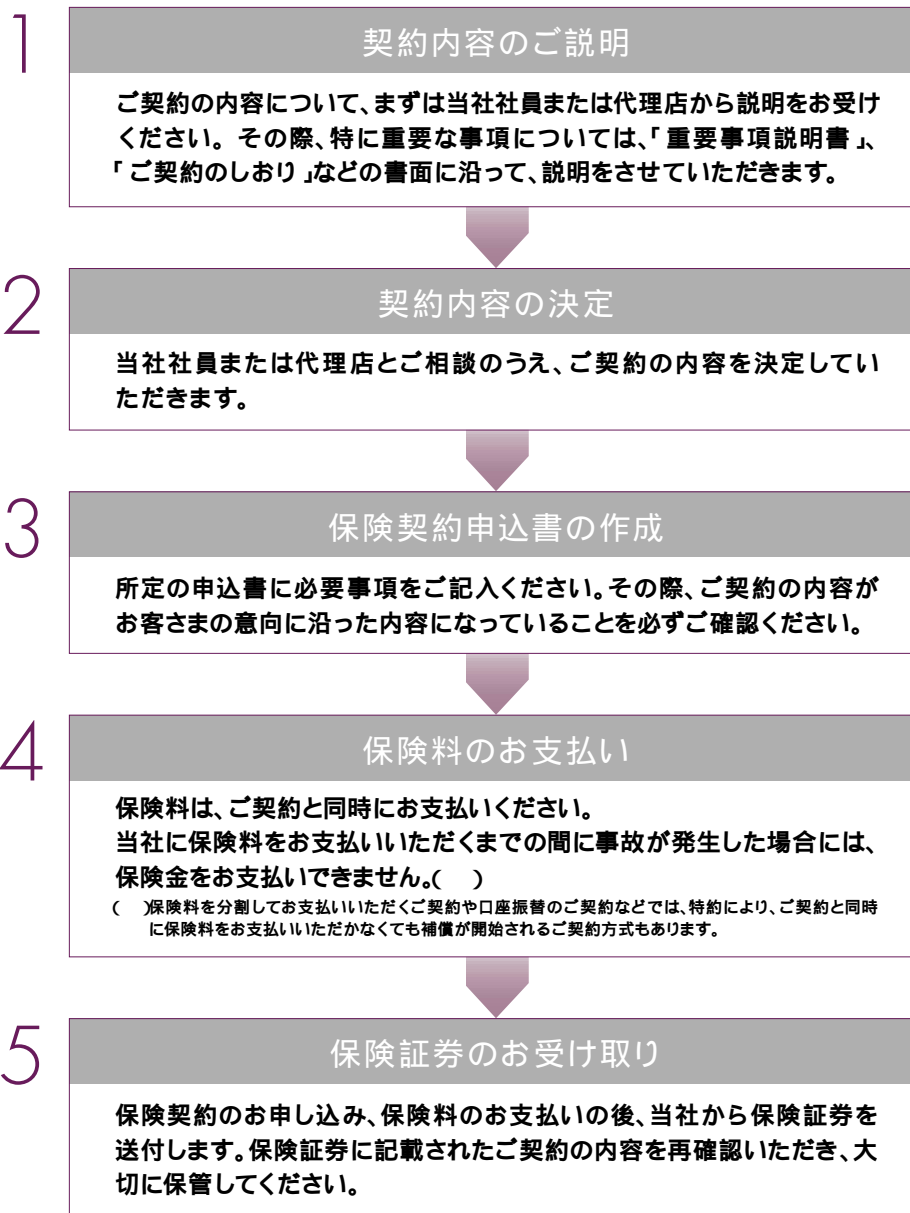 1
契約内容のご説明
ご契約の内容について、まずは当社社員または代理店から説明をお受け
ください。その際、特に重要な事項については、「重要事項説明書」、
「ご契約のしおり」などの書面に沿って、説明をさせていただきます。
2
契約内容の決定
当社社員または代理店とご相談のうえ、ご契約の内容を決定してい
ただきます。
3
保険契約申込書の作成
所定の申込書に必要事項をご記入ください。その際、ご契約の内容が
お客さまの意向に沿った内容になっていることを必ずご確認ください。
4
保険料のお支払い
保険料は、ご契約と同時にお支払いください。
当社に保険料をお支払いいただくまでの間に事故が発生した場合には、
保険金をお支払いできません。(　)
(　)保険料を分割してお支払いいただくご契約や口座振替のご契約などでは、特約により、ご契約と同時
に保険料をお支払いいただかなくても補償が開始されるご契約方式もあります。
5
保険証券のお受け取り
保険契約のお申し込み、保険料のお支払いの後、当社から保険証券を
送付します。保険証券に記載されたご契約の内容を再確認いただき、大
切に保管してください。